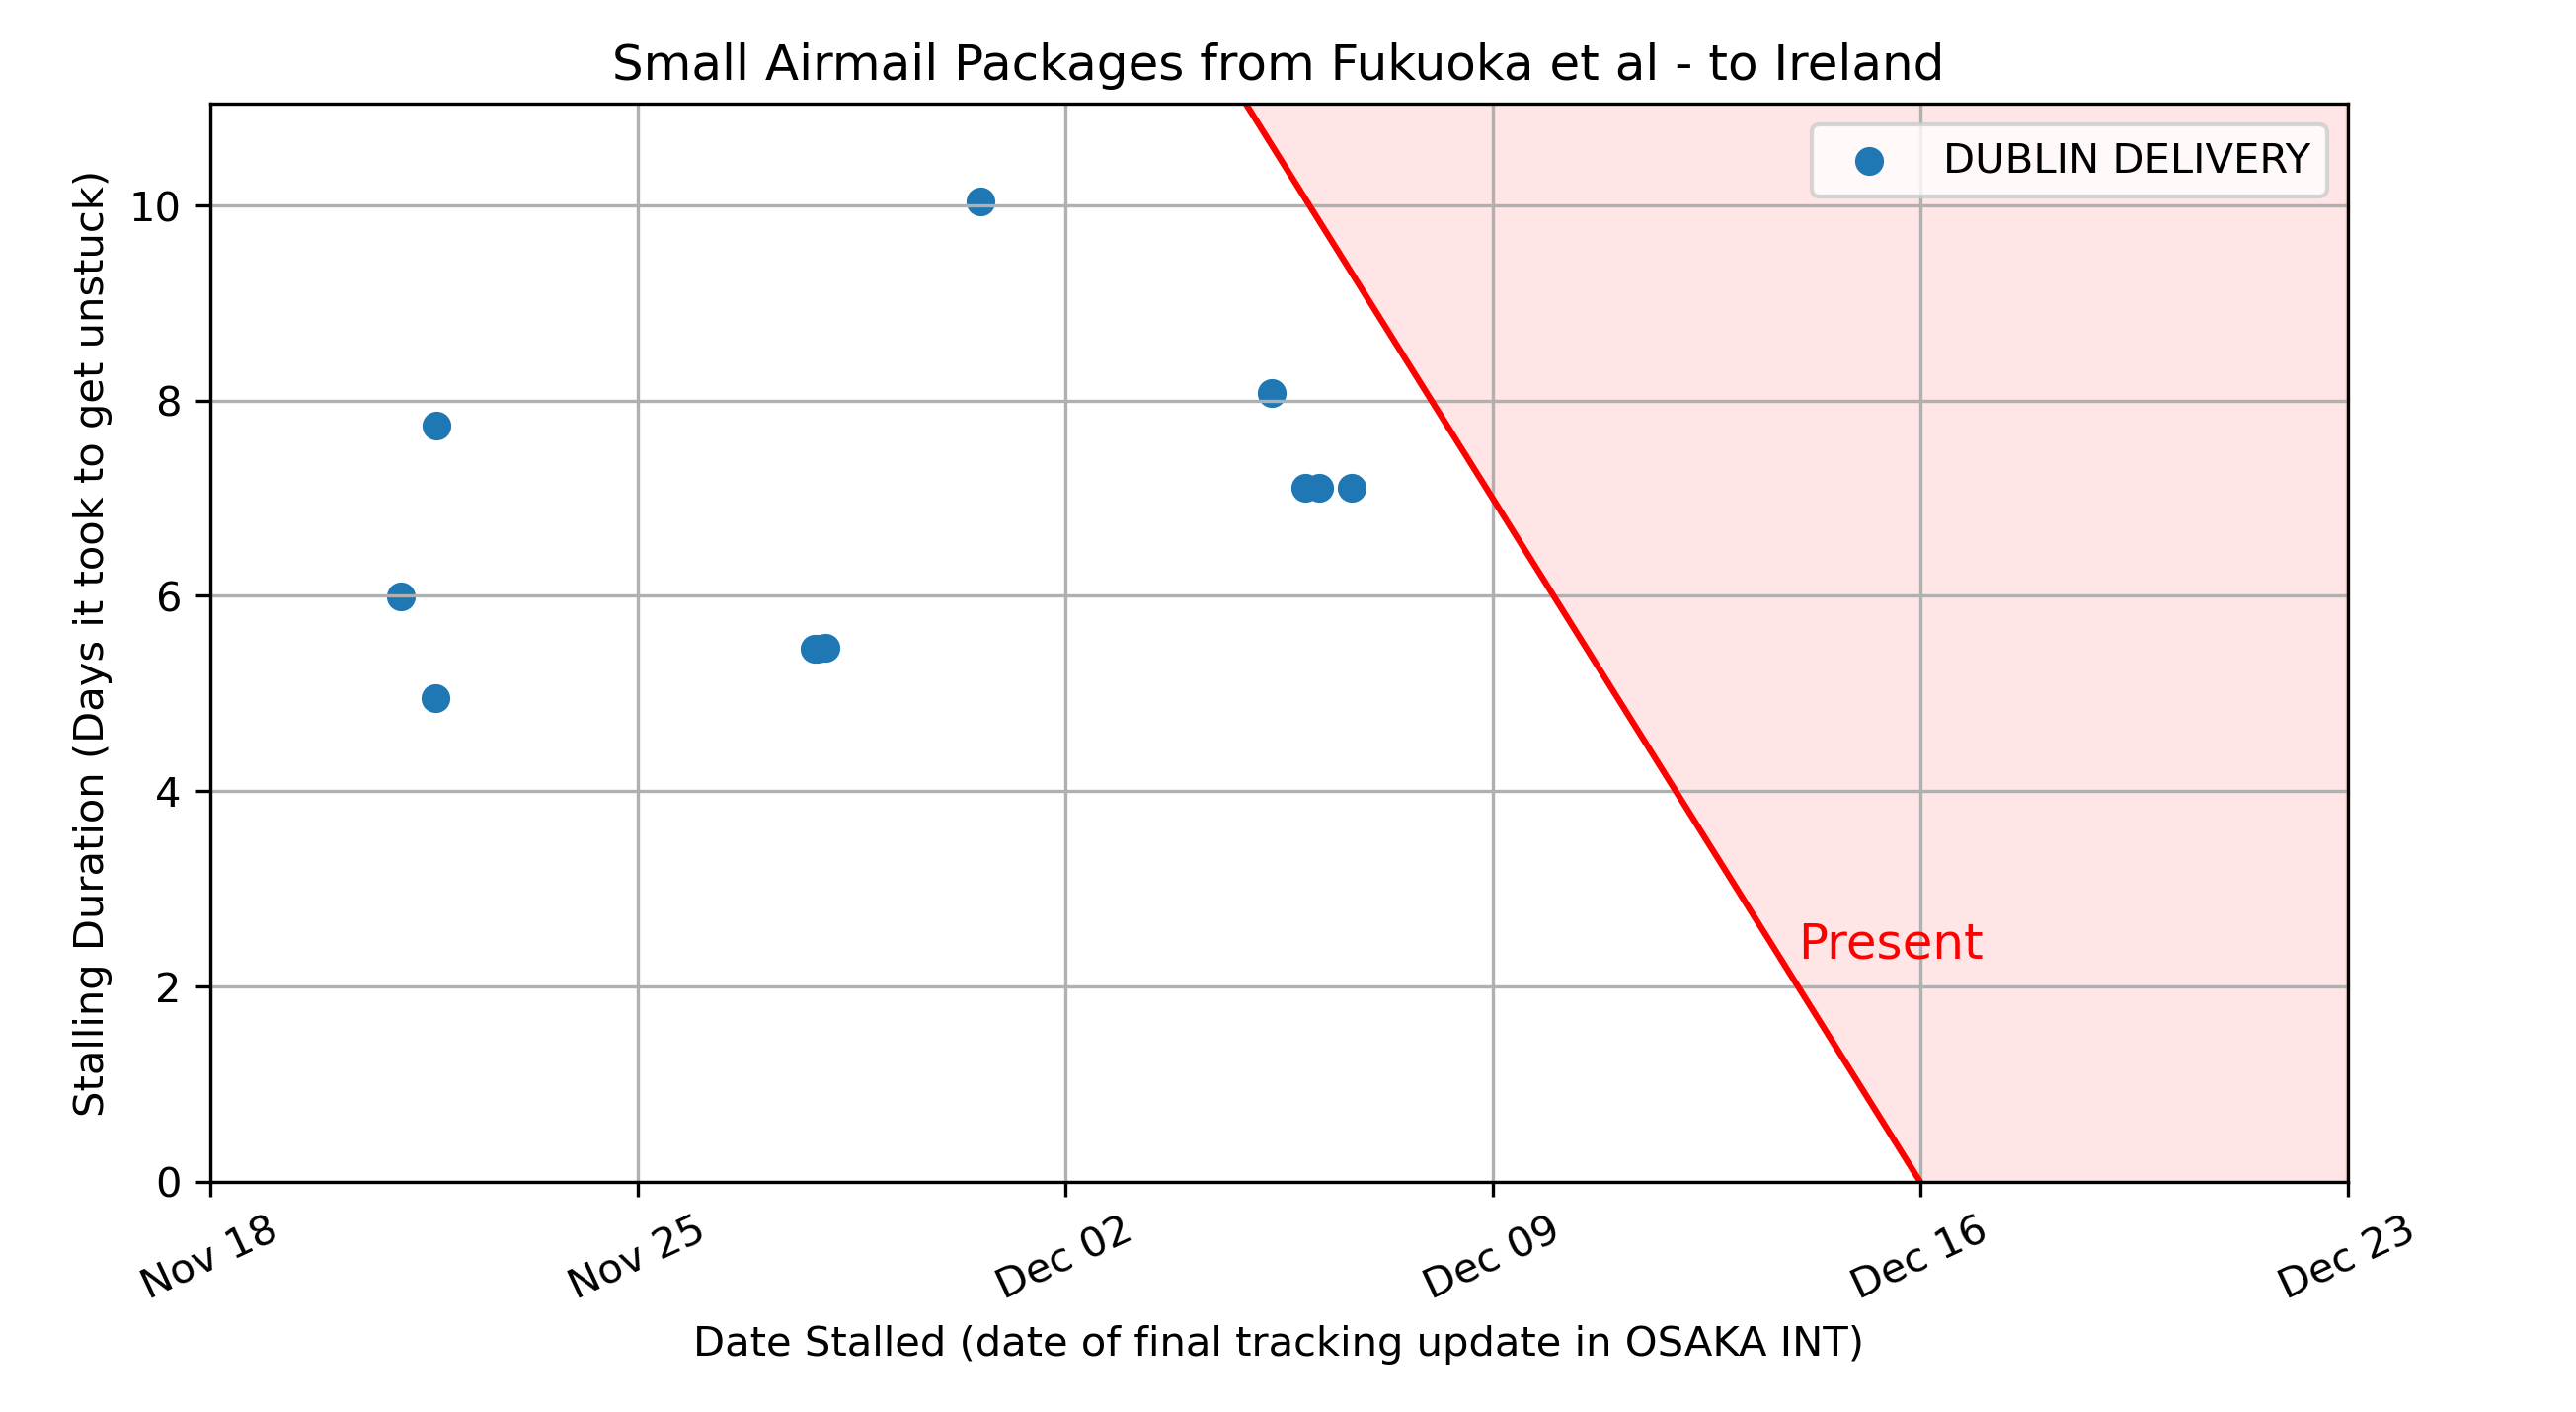 Small Airmail Packages from Fukuoka et al - to Ireland
DUBLIN DELIVERY
Stalling Duration (Days it took to get unstuck)
10
8
6
4
2
0
Present
Nov 18
Nov 25
Dec 02
Dec 09
Dec 16
Dec 23
Date Stalled (date of final tracking update in OSAKA INT)